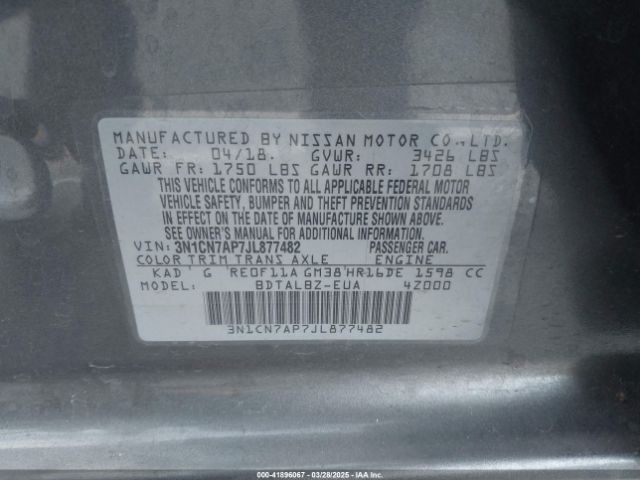 MANUFACTURED BY NISSAN MOTOR CO., LTD.
DATE: 04/18. GVWR: 3426 LBS
GAWR FR: 1750 LBS GAWR RR: 1708 LBS
THIS VEHICLE CONFORMS TO ALL APPLICABLE FEDERAL MOTOR
VEHICLE SAFETY, BUMPER AND THEFT PREVENTION STANDARDS
IN EFFECT ON THE DATE OF MANUFACTURE SHOWN ABOVE.
SEE OWNER'S MANUAL FOR ADDITIONAL INFORMATION.
VIN: 3N1CN7AP7JL877482 PASSENGER CAR.
COLOR TRIM TRANS AXLE ENGINE
KAD G RE0F11A GM38 HR16DE 1598 CC
MODEL: BDTALBZ-EUA 4Z000
3N1CN7AP7JL877482
000-41896067 | 03/28/2025 - Copyright © IAA